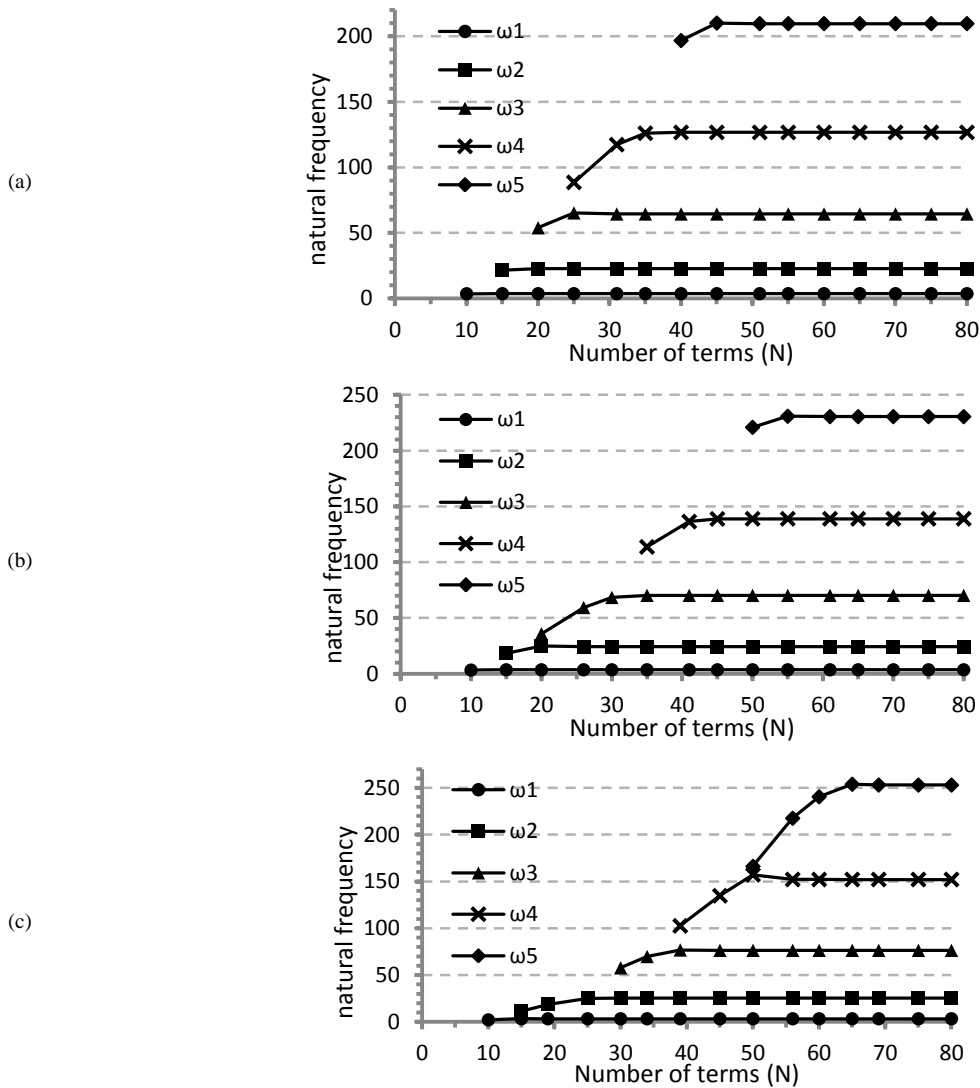 (a)
natural frequency
200
150
100
50
0
ω1
ω2
ω3
ω4
ω5
0 10 20 30 40 50 60 70 80
Number of terms (N)
(b)
natural frequency
250
200
150
100
50
0
ω1
ω2
ω3
ω4
ω5
0 10 20 30 40 50 60 70 80
Number of terms (N)
(c)
natural frequency
250
200
150
100
50
0
ω1
ω2
ω3
ω4
ω5
0 10 20 30 40 50 60 70 80
Number of terms (N)